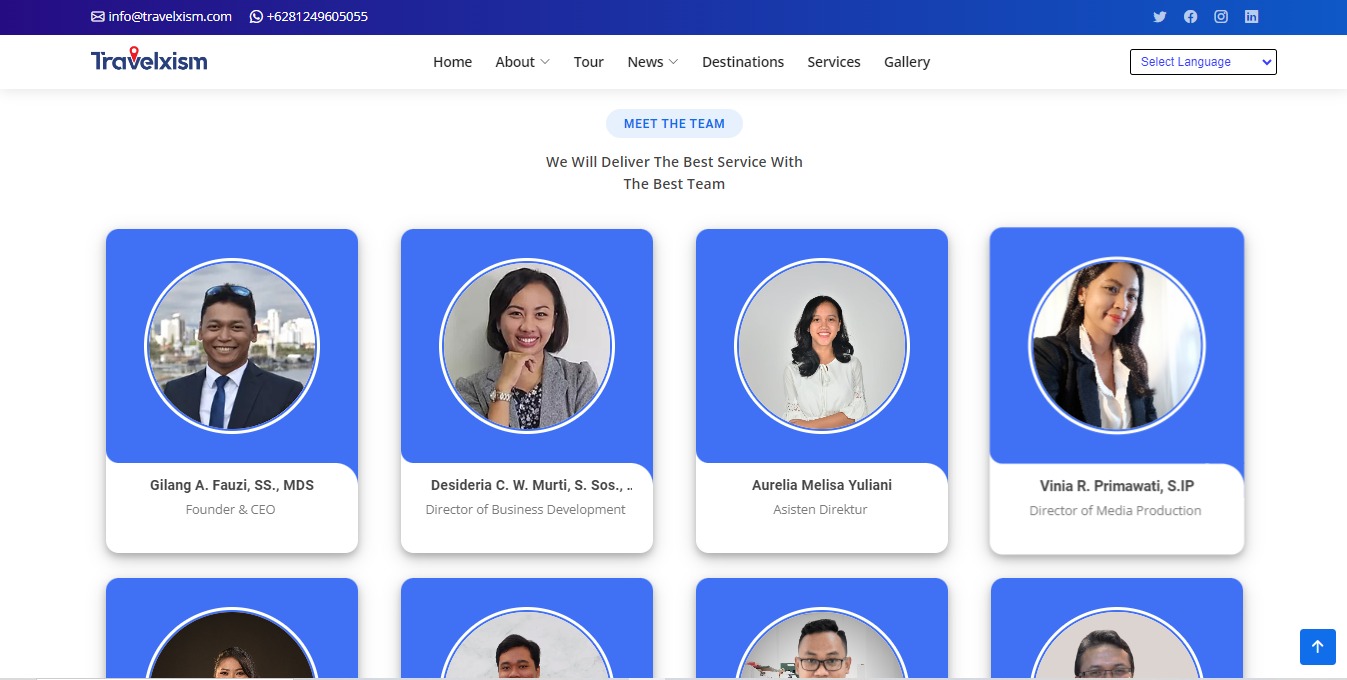 info@travelxism.com +6281249605055
Travelxism
Home About Tour News Destinations Services Gallery
Select Language
MEET THE TEAM
We Will Deliver The Best Service With
The Best Team
Gilang A. Fauzi, SS., MDS
Founder & CEO
Desideria C. W. Murti, S. Sos., ..
Director of Business Development
Aurelia Melisa Yuliani
Asisten Direktur
Vinia R. Primawati, S.IP
Director of Media Production